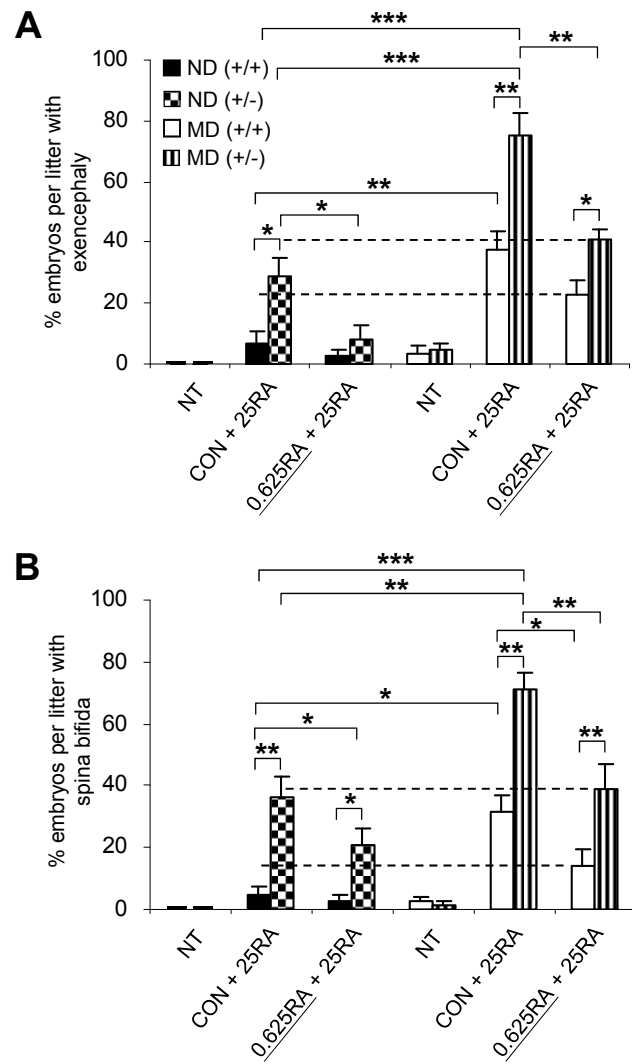 A
% embryos per litter with
exencephaly
100
80
60
40
20
0
ND (+/+)
ND (+/-)
MD (+/+)
MD (+/-)
***
**
***
**
**
*
*
*
NT
CON + 25RA
0.625RA + 25RA
NT
CON + 25RA
0.625RA + 25RA
B
% embryos per litter with
spina bifida
100
80
60
40
20
0
***
**
**
*
**
*
*
**
**
*
NT
CON + 25RA
0.625RA + 25RA
NT
CON + 25RA
0.625RA + 25RA